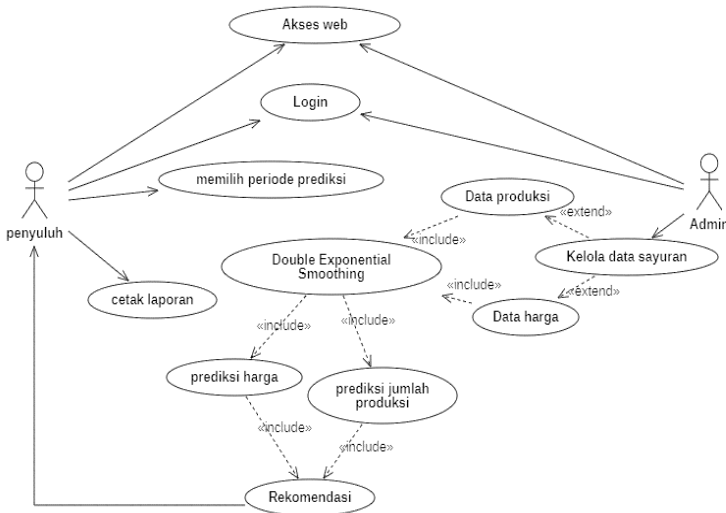 Akses web
Login
memilih periode prediksi
Data produksi
«extend»
penyuluh
Admin
«include»
Double Exponential
Smoothing
Kelola data sayuran
«include»
«extend»
cetak laporan
Data harga
«include»
«include»
prediksi harga
prediksi jumlah
produksi
«include»
«include»
Rekomendasi